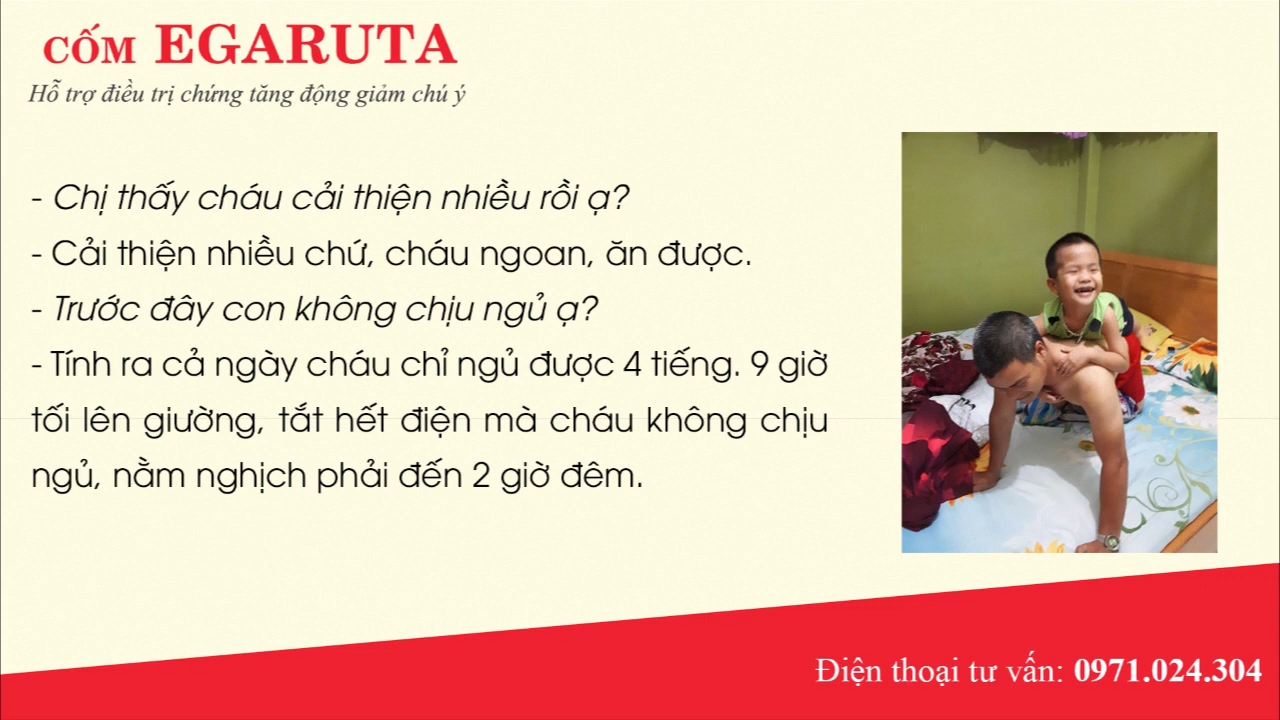 CỐM EGARUTA
Hỗ trợ điều trị chứng tăng động giảm chú ý
- Chị thấy cháu cải thiện nhiều rồi ạ?
- Cải thiện nhiều chứ, cháu ngoan, ăn được.
- Trước đây con không chịu ngủ ạ?
- Tính ra cả ngày cháu chỉ ngủ được 4 tiếng. 9 giờ
tối lên giường, tắt hết điện mà cháu không chịu
ngủ, nằm nghịch phải đến 2 giờ đêm.
Điện thoại tư vấn: 0971.024.304